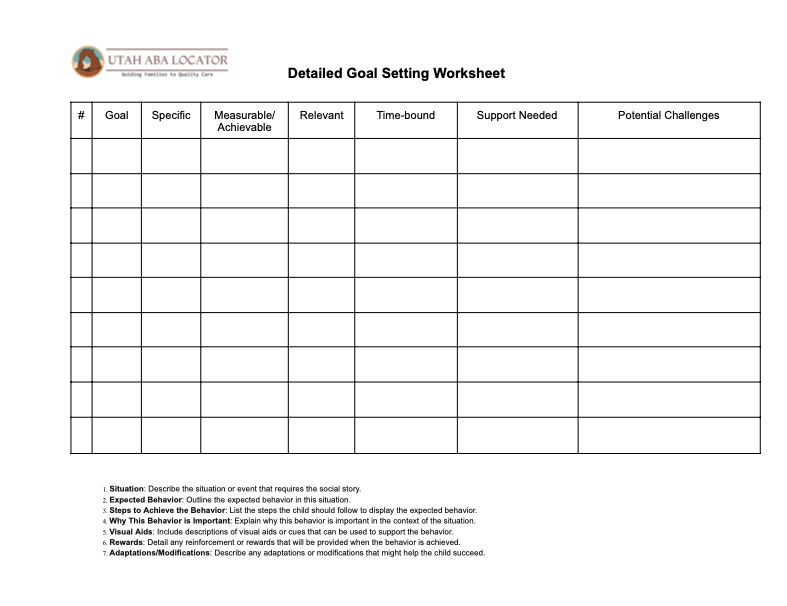 UTAH ABA LOCATOR
Guiding Families to Quality Care
Detailed Goal Setting Worksheet
# Goal Specific Measurable/ Relevant Time-bound Support Needed Potential Challenges
Achievable
1. Situation: Describe the situation or event that requires the social story.
2. Expected Behavior: Outline the expected behavior in this situation.
3. Steps to Achieve the Behavior: List the steps the child should follow to display the expected behavior.
4. Why This Behavior is Important: Explain why this behavior is important in the context of the situation.
5. Visual Aids: Include descriptions of visual aids or cues that can be used to support the behavior.
6. Rewards: Detail any reinforcement or rewards that will be provided when the behavior is achieved.
7. Adaptations/Modifications: Describe any adaptations or modifications that might help the child succeed.